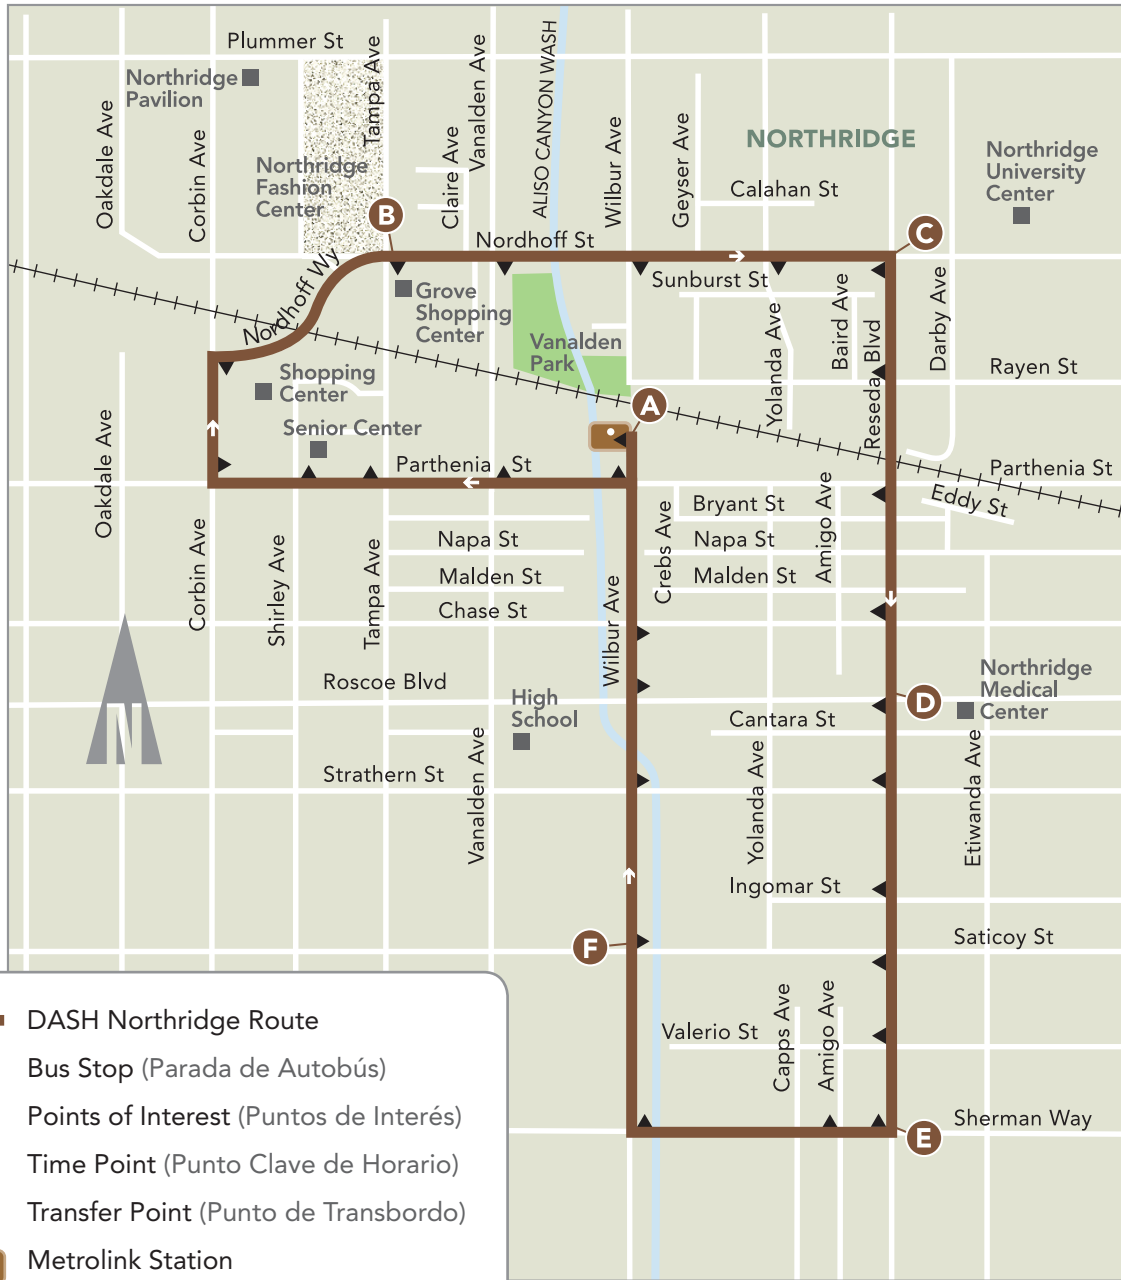 Plummer St
Northridge
Pavilion
Oakdale Ave
Corbin Ave
Tampa Ave
Claire Ave
Vanalden Ave
ALISO CANYON WASH
Wilbur Ave
Geyser Ave
NORTHRIDGE
Calahan St
Northridge
University
Center
Northridge
Fashion
Center
B
C
Nordhoff St
Nordhoff Wy
Sunburst St
Grove
Shopping
Center
Vanalden
Park
Yolanda Ave
Baird Ave
Reseda Blvd
Darby Ave
Rayen St
Shopping
Center
A
Senior Center
Oakdale Ave
Parthenia St
Parthenia St
Eddy St
Bryant St
Napa St
Napa St
Malden St
Malden St
Chase St
Crebs Ave
Amigo Ave
Corbin Ave
Shirley Ave
Tampa Ave
Wilbur Ave
N
Roscoe Blvd
High
School
Northridge
Medical
Center
D
Cantara St
Strathern St
Vanalden Ave
Yolanda Ave
Etiwanda Ave
Ingomar St
F
Saticoy St
Valerio St
Capps Ave
Amigo Ave
Sherman Way
E
DASH Northridge Route
Bus Stop (Parada de Autobús)
Points of Interest (Puntos de Interés)
Time Point (Punto Clave de Horario)
Transfer Point (Punto de Transbordo)
Metrolink Station